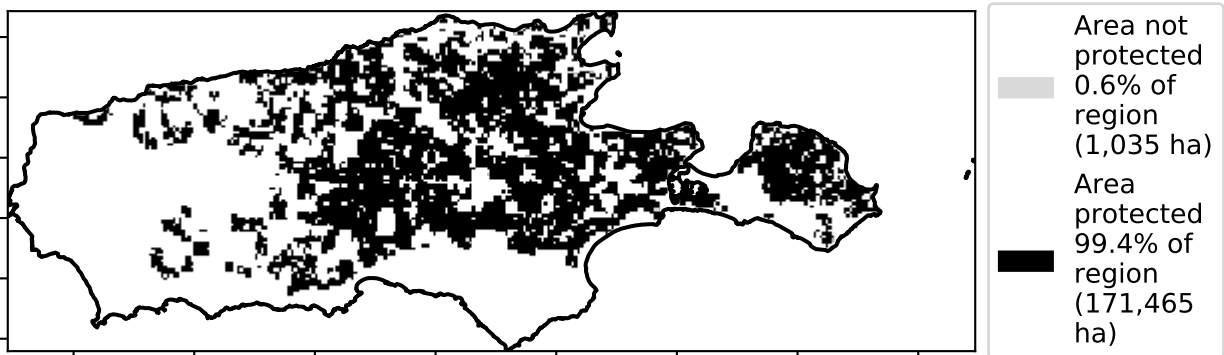 Area not
protected
0.6% of
region
(1,035 ha)
Area
protected
99.4% of
region
(171,465
ha)